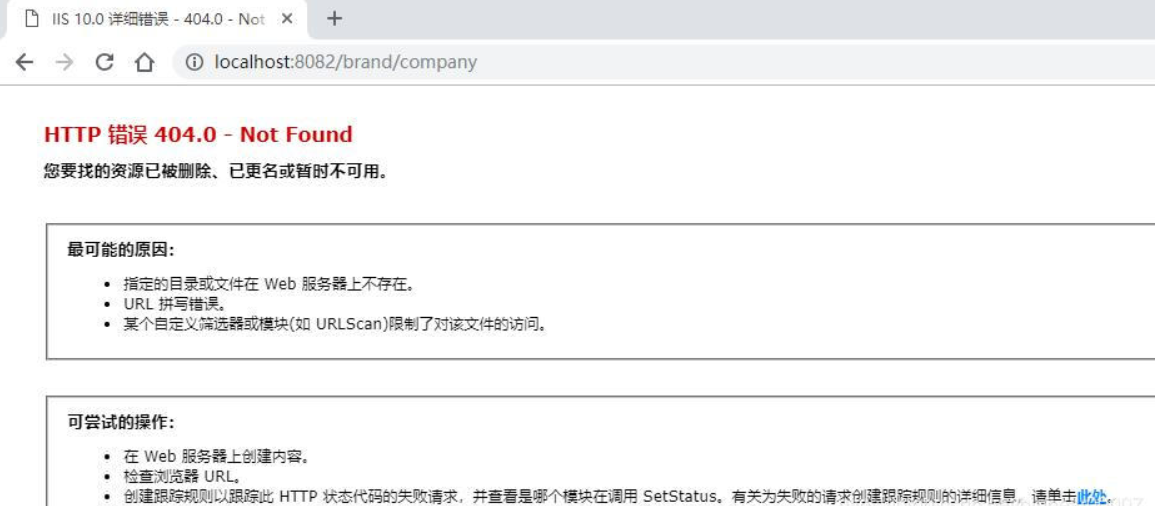 IIS 10.0 详细错误 - 404.0 - Not
localhost:8082/brand/company
HTTP 错误 404.0 - Not Found
您要找的资源已被删除、已更名或暂时不可用。
最可能的原因:
• 指定的目录或文件在 Web 服务器上不存在。
• URL 拼写错误。
• 某个自定义筛选器或模块(如 URLScan)限制了对该文件的访问。
可尝试的操作:
• 在 Web 服务器上创建内容。
• 检查浏览器 URL。
• 创建跟踪规则以跟踪此 HTTP 状态代码的失败请求，并查看是哪个模块在调用 SetStatus。有关为失败的请求创建跟踪规则的详细信息，请单击此处。